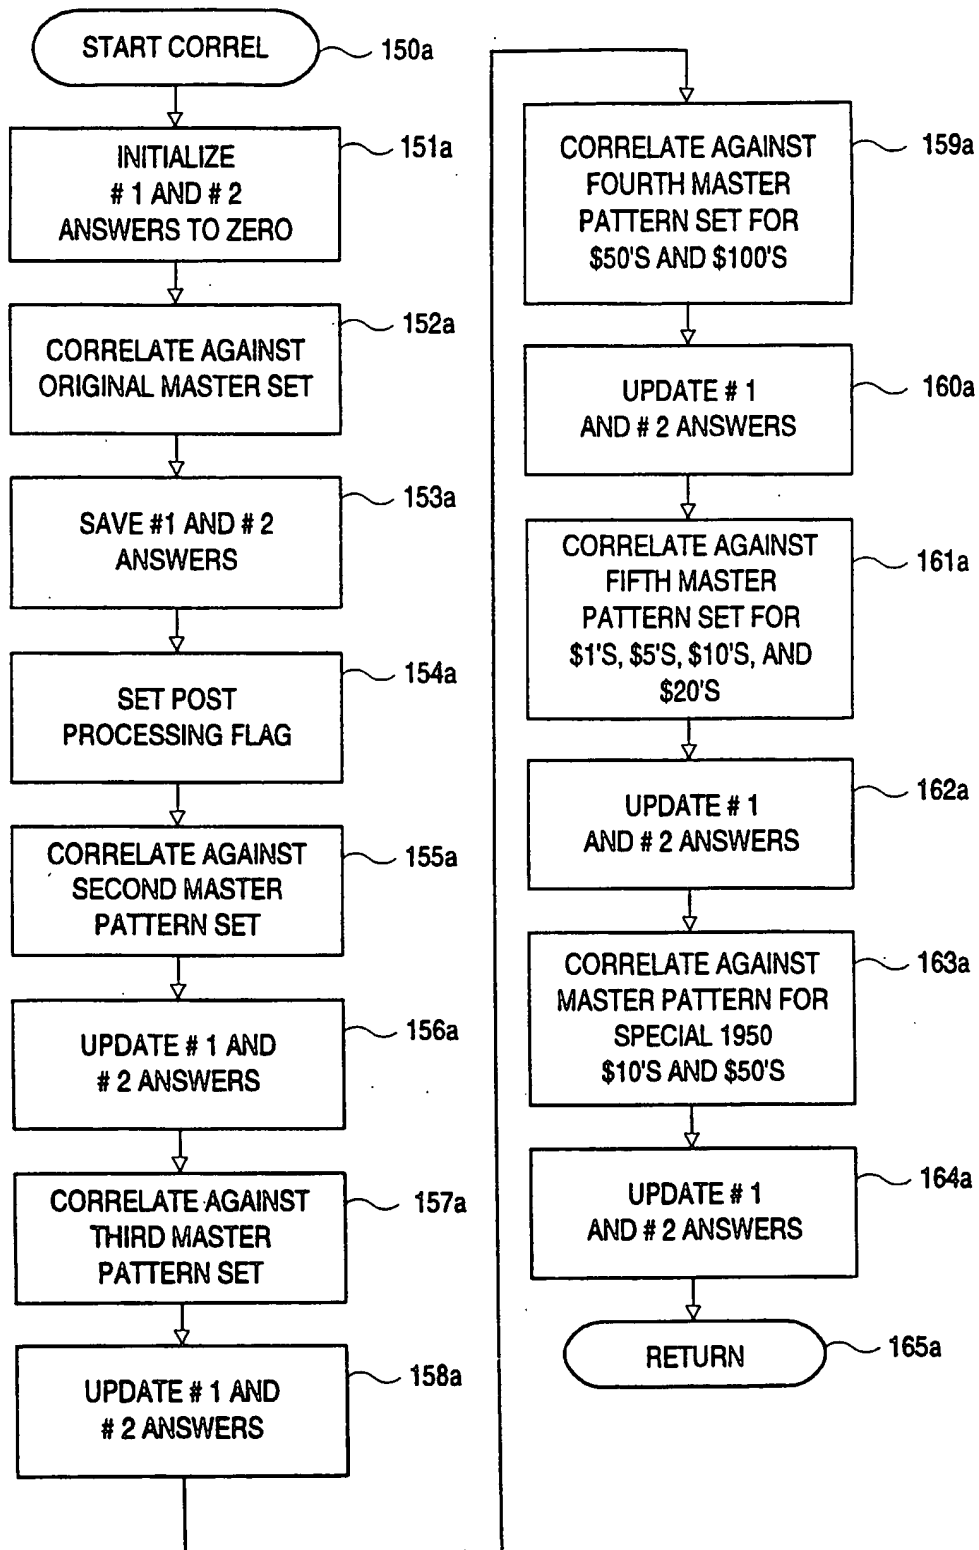 START CORREL
150a
INITIALIZE
# 1 AND # 2
ANSWERS TO ZERO
151a
CORRELATE AGAINST
ORIGINAL MASTER SET
152a
SAVE #1 AND # 2
ANSWERS
153a
SET POST
PROCESSING FLAG
154a
CORRELATE AGAINST
SECOND MASTER
PATTERN SET
155a
UPDATE # 1 AND
# 2 ANSWERS
156a
CORRELATE AGAINST
THIRD MASTER
PATTERN SET
157a
UPDATE # 1 AND
# 2 ANSWERS
158a
CORRELATE AGAINST
FOURTH MASTER
PATTERN SET FOR
$50'S AND $100'S
159a
UPDATE # 1
AND # 2 ANSWERS
160a
CORRELATE AGAINST
FIFTH MASTER
PATTERN SET FOR
$1'S, $5'S, $10'S, AND
$20'S
161a
UPDATE # 1
AND # 2 ANSWERS
162a
CORRELATE AGAINST
MASTER PATTERN FOR
SPECIAL 1950
$10'S AND $50'S
163a
UPDATE # 1
AND # 2 ANSWERS
164a
RETURN
165a